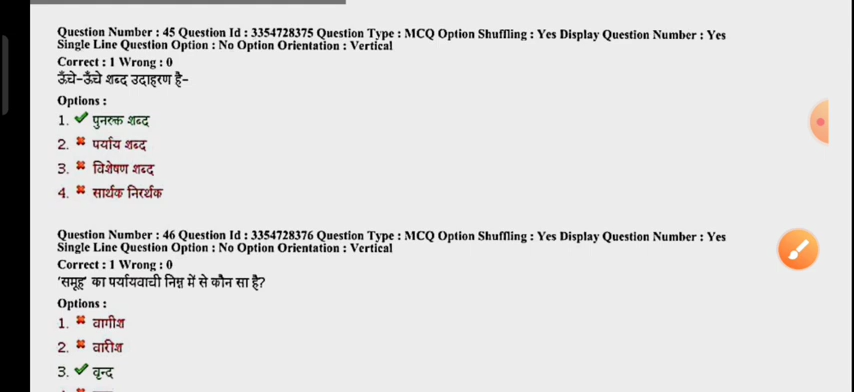 Question Number : 45 Question Id : 3354728375 Question Type : MCQ Option Shuffling : Yes Display Question Number : Yes
Single Line Question Option : No Option Orientation : Vertical
Correct : 1 Wrong : 0
ऊँचे-ऊँचे शब्द उदाहरण है-
Options :
1. पुनरुक्त शब्द
2. पर्याय शब्द
3. विशेषण शब्द
4. सार्थक निरर्थक
Question Number : 46 Question Id : 3354728376 Question Type : MCQ Option Shuffling : Yes Display Question Number : Yes
Single Line Question Option : No Option Orientation : Vertical
Correct : 1 Wrong : 0
'समूह' का पर्यायवाची निम्न में से कौन सा है?
Options :
1. वागीश
2. वारीश
3. वृन्द